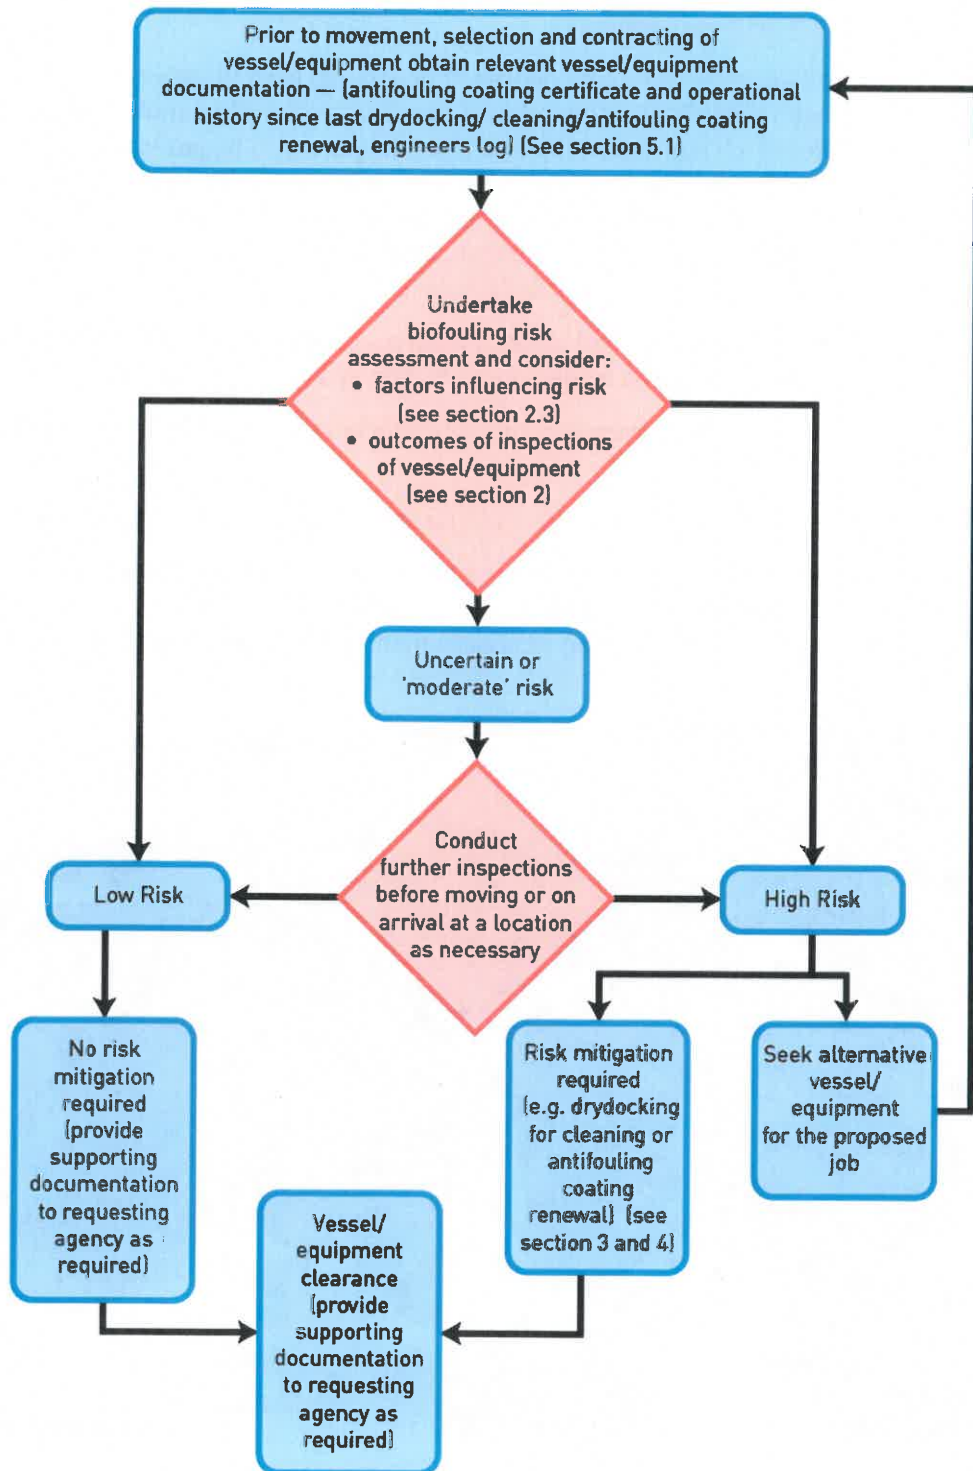 Prior to movement, selection and contracting of
vessel/equipment obtain relevant vessel/equipment
documentation — (antifouling coating certificate and operational
history since last drydocking/ cleaning/antifouling coating
renewal, engineers log) (See section 5.1)
Undertake
biofouling risk
assessment and consider:
• factors influencing risk
(see section 2.3)
• outcomes of inspections
of vessel/equipment
(see section 2)
Uncertain or
'moderate' risk
Conduct
further inspections
before moving or on
arrival at a location
as necessary
Low Risk
High Risk
No risk
mitigation
required
(provide
supporting
documentation
to requesting
agency as
required)
Risk mitigation
required
(e.g. drydocking
for cleaning or
antifouling
coating
renewal) (see
section 3 and 4)
Seek alternative
vessel/
equipment
for the proposed
job
Vessel/
equipment
clearance
(provide
supporting
documentation
to requesting
agency as
required)